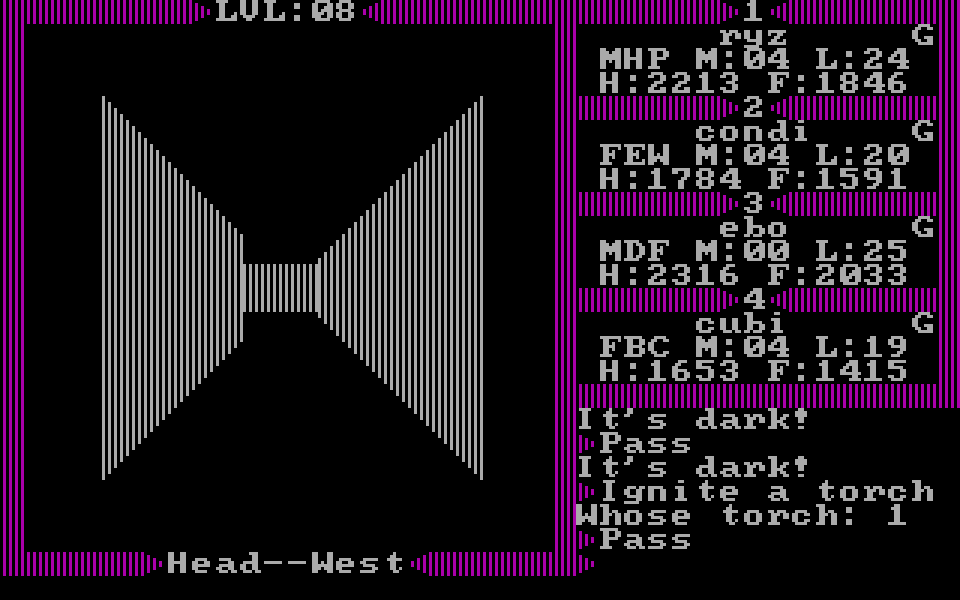 LVL:08
Head--West
1
ryz G
MHP M:04 L:24
H:2213 F:1846
2
condi G
FEW M:04 L:20
H:1784 F:1591
3
ebo G
MDF M:00 L:25
H:2316 F:2033
4
cubi G
FBC M:04 L:19
H:1653 F:1415
It's dark!
Pass
It's dark!
Ignite a torch
Whose torch: 1
Pass